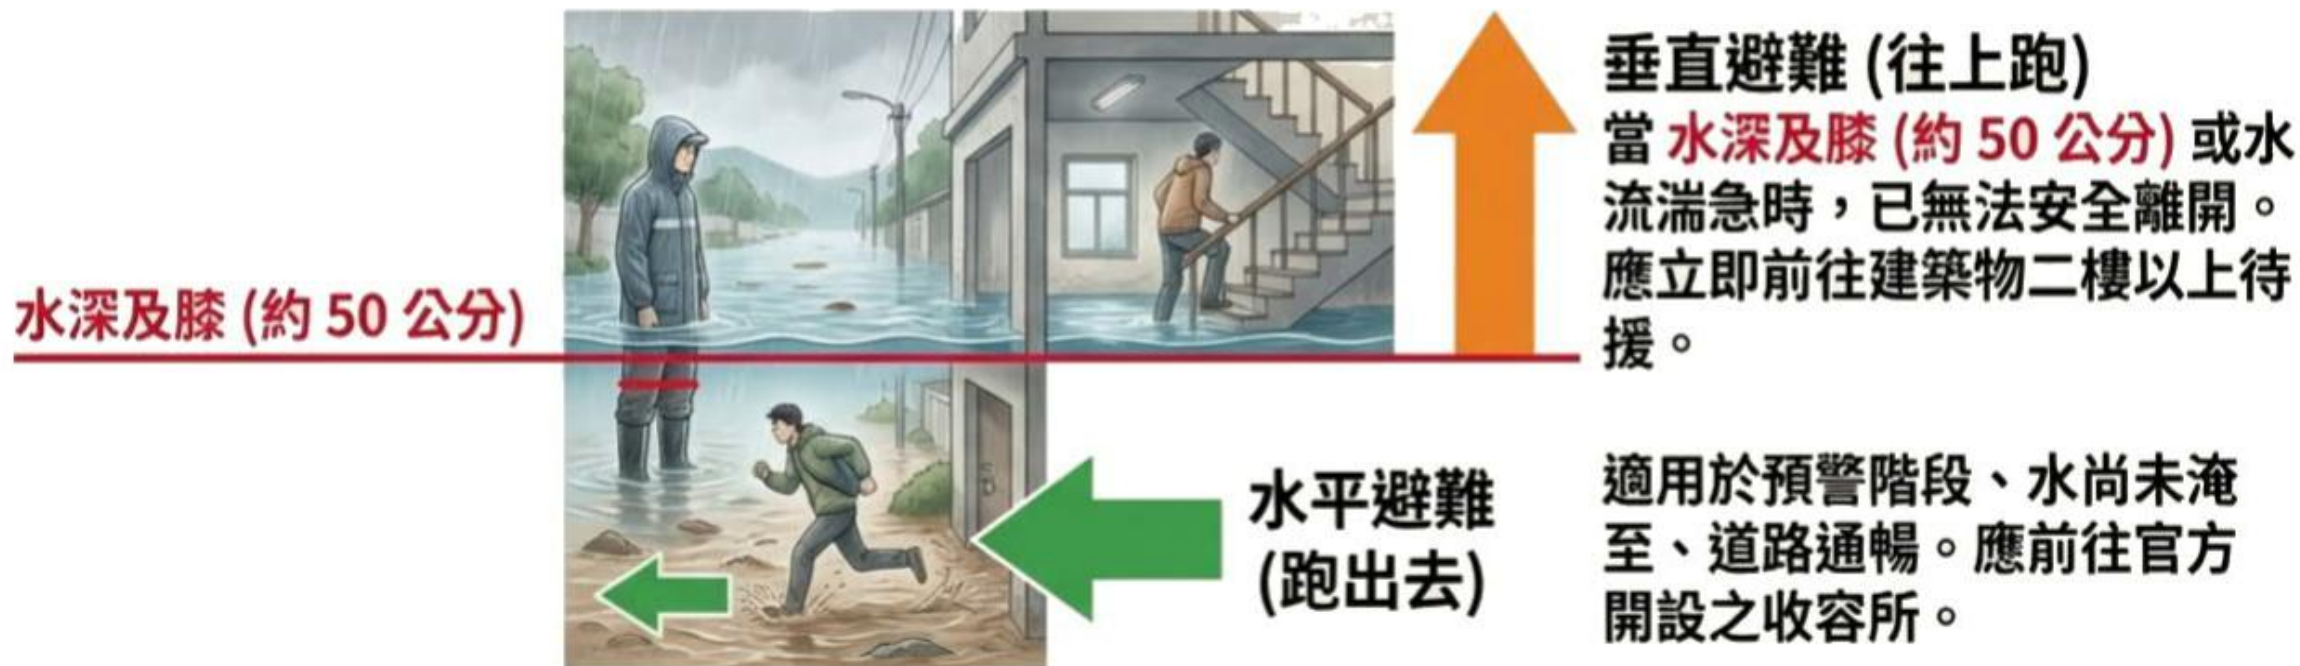 垂直避難 (往上跑)
當 水深及膝 (約 50 公分) 或水
流湍急時，已無法安全離開。
應立即前往建築物二樓以上待
援。
水深及膝 (約 50 公分)
水平避難
(跑出去)
適用於預警階段、水尚未淹
至、道路通暢。應前往官方
開設之收容所。